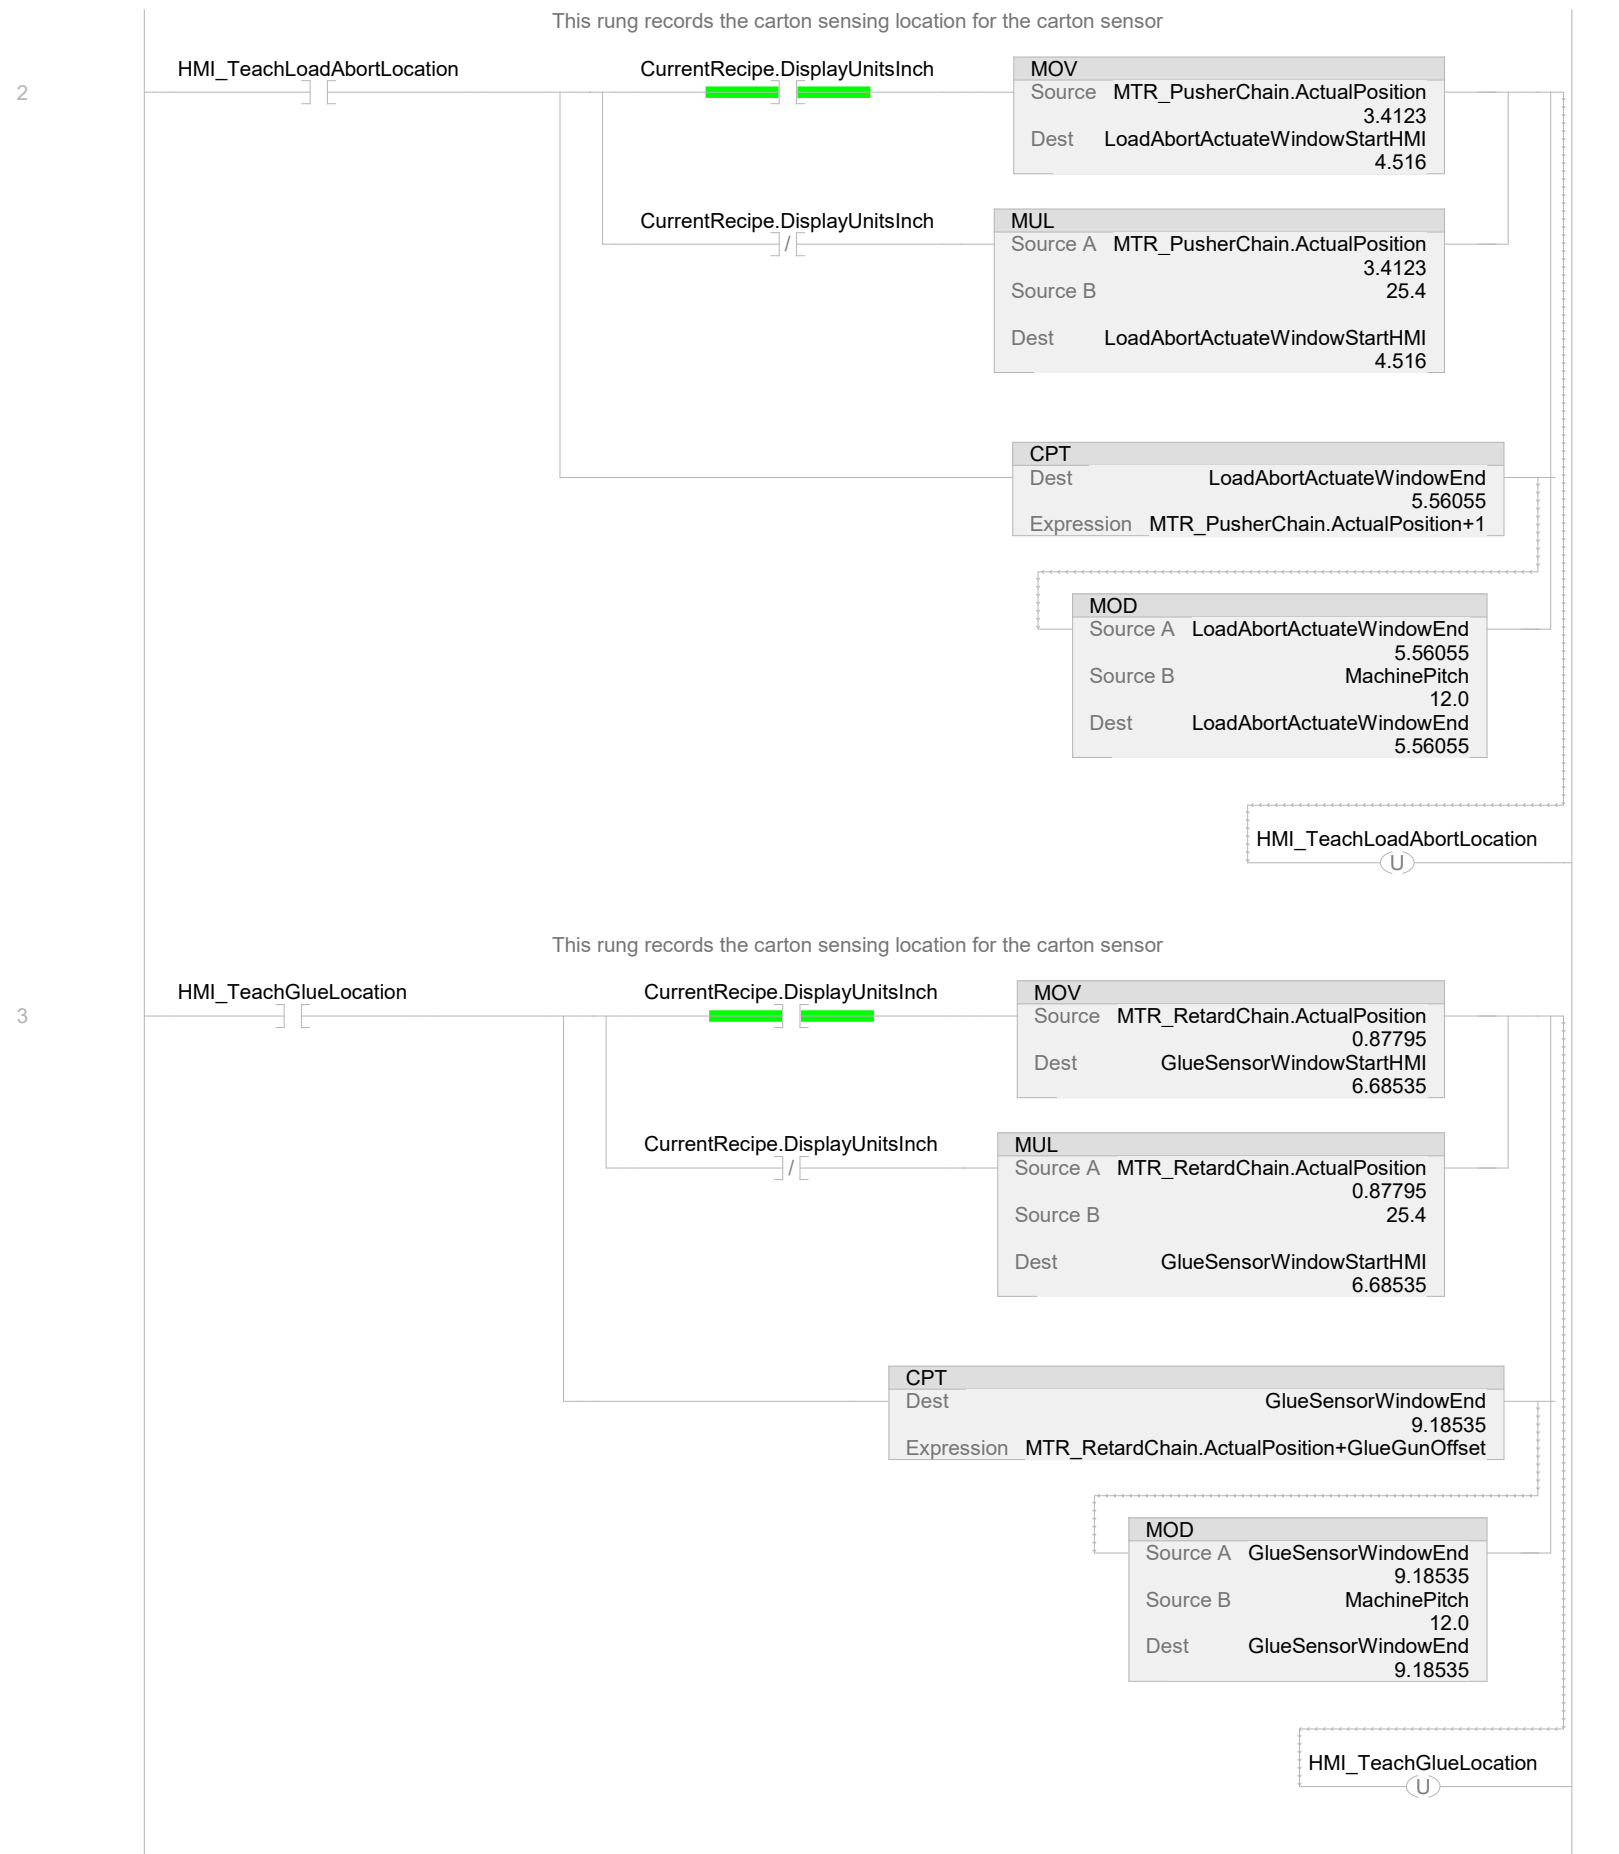 This rung records the carton sensing location for the carton sensor
HMI_TeachLoadAbortLocation CurrentRecipe.DisplayUnitsInch MOV
2 Source MTR_PusherChain.ActualPosition
3.4123
Dest LoadAbortActuateWindowStartHMI
4.516
CurrentRecipe.DisplayUnitsInch MUL
/ Source A MTR_PusherChain.ActualPosition
3.4123
Source B 25.4
Dest LoadAbortActuateWindowStartHMI
4.516
CPT
Dest LoadAbortActuateWindowEnd
5.56055
Expression MTR_PusherChain.ActualPosition+1
MOD
Source A LoadAbortActuateWindowEnd
5.56055
Source B MachinePitch
12.0
Dest LoadAbortActuateWindowEnd
5.56055
HMI_TeachLoadAbortLocation
U
This rung records the carton sensing location for the carton sensor
HMI_TeachGlueLocation CurrentRecipe.DisplayUnitsInch MOV
3 Source MTR_RetardChain.ActualPosition
0.87795
Dest GlueSensorWindowStartHMI
6.68535
CurrentRecipe.DisplayUnitsInch MUL
/ Source A MTR_RetardChain.ActualPosition
0.87795
Source B 25.4
Dest GlueSensorWindowStartHMI
6.68535
CPT
Dest GlueSensorWindowEnd
9.18535
Expression MTR_RetardChain.ActualPosition+GlueGunOffset
MOD
Source A GlueSensorWindowEnd
9.18535
Source B MachinePitch
12.0
Dest GlueSensorWindowEnd
9.18535
HMI_TeachGlueLocation
U